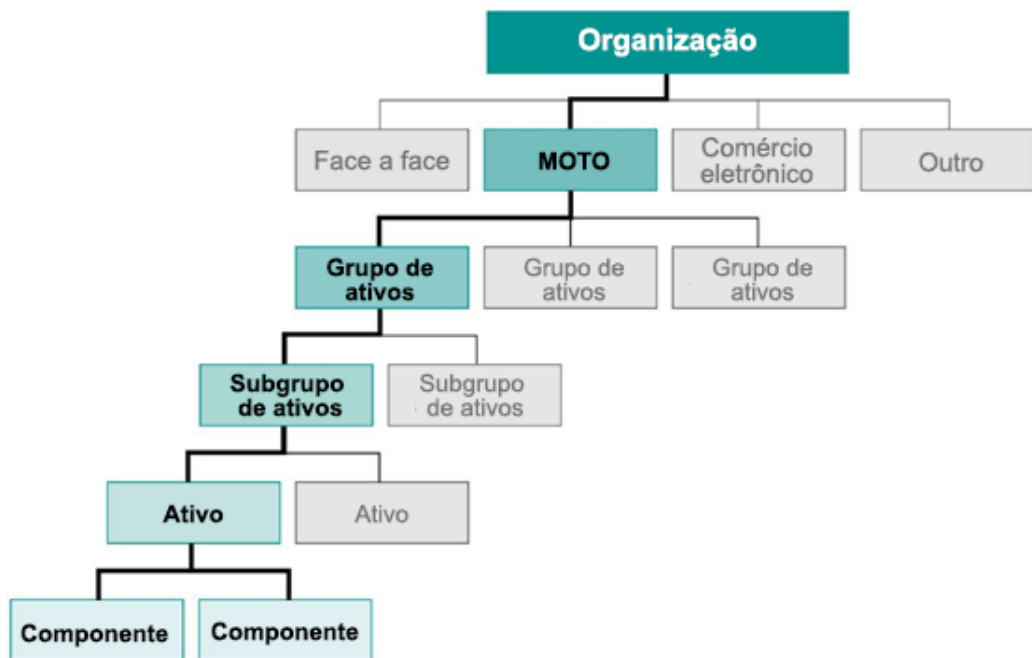 Organização
Face a face
MOTO
Comércio
eletrônico
Outro
Grupo de
ativos
Grupo de
ativos
Grupo de
ativos
Subgrupo
de ativos
Subgrupo
de ativos
Ativo
Ativo
Componente
Componente